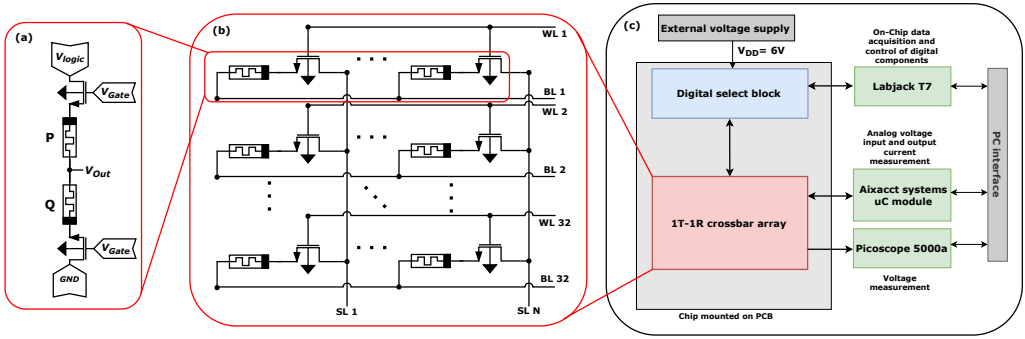 (a)
V_logic
V_Gate
P
V_Out
Q
V_Gate
GND
(b)
WL 1
BL 1
WL 2
BL 2
WL 32
BL 32
SL 1
SL N
(c)
External voltage supply
V_DD= 6V
Digital select block
1T-1R crossbar array
Chip mounted on PCB
On-Chip data
acquisition and
control of digital
components
Labjack T7
Analog voltage
input and output
current
measurement
Aixacct systems
uC module
Picoscope 5000a
Voltage
measurement
PC interface